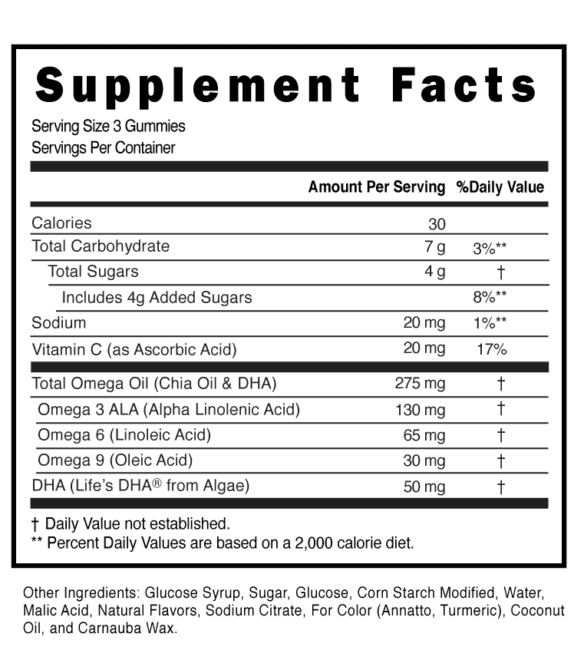 Supplement Facts
Serving Size 3 Gummies
Servings Per Container
Amount Per Serving %Daily Value
Calories 30
Total Carbohydrate 7 g 3%**
Total Sugars 4 g †
Includes 4g Added Sugars 8%**
Sodium 20 mg 1%**
Vitamin C (as Ascorbic Acid) 20 mg 17%
Total Omega Oil (Chia Oil & DHA) 275 mg †
Omega 3 ALA (Alpha Linolenic Acid) 130 mg †
Omega 6 (Linoleic Acid) 65 mg †
Omega 9 (Oleic Acid) 30 mg †
DHA (Life's DHA® from Algae) 50 mg †
† Daily Value not established.
** Percent Daily Values are based on a 2,000 calorie diet.
Other Ingredients: Glucose Syrup, Sugar, Glucose, Corn Starch Modified, Water,
Malic Acid, Natural Flavors, Sodium Citrate, For Color (Annatto, Turmeric), Coconut
Oil, and Carnauba Wax.